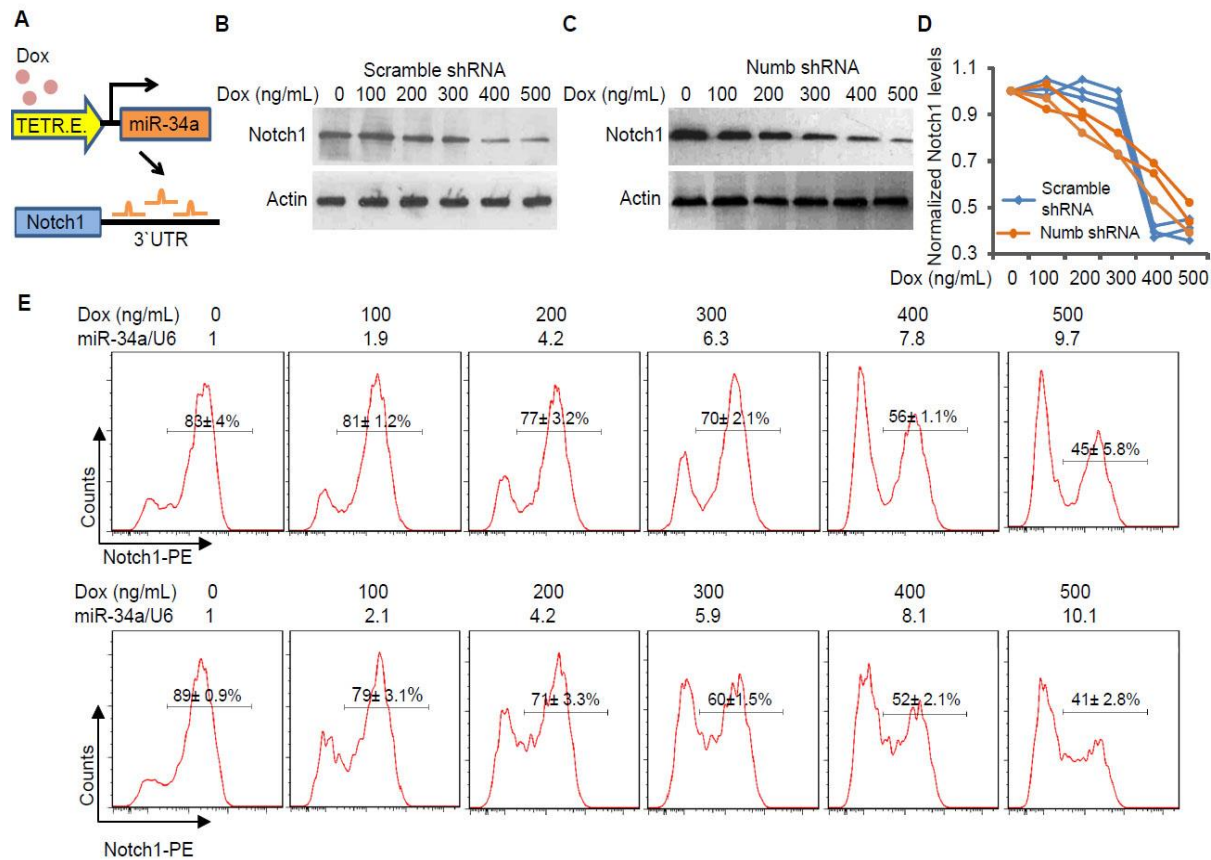 A
Dox
TETR.E.
miR-34a
Notch1
3`UTR
B
Scramble shRNA
Dox (ng/mL) 0 100 200 300 400 500
Notch1
Actin
C
Numb shRNA
Dox (ng/mL) 0 100 200 300 400 500
Notch1
Actin
D
Normalized Notch1 levels
1.1
0.9
0.7
0.5
0.3
Scramble shRNA
Numb shRNA
Dox (ng/mL) 0 100 200 300 400 500
E
Dox (ng/mL) 0 100 200 300 400 500
miR-34a/U6 1 1.9 4.2 6.3 7.8 9.7
83± 4% 81± 1.2% 77± 3.2% 70± 2.1% 56± 1.1% 45± 5.8%
Counts
Notch1-PE
Dox (ng/mL) 0 100 200 300 400 500
miR-34a/U6 1 2.1 4.2 5.9 8.1 10.1
89± 0.9% 79± 3.1% 71± 3.3% 60±1.5% 52± 2.1% 41± 2.8%
Counts
Notch1-PE